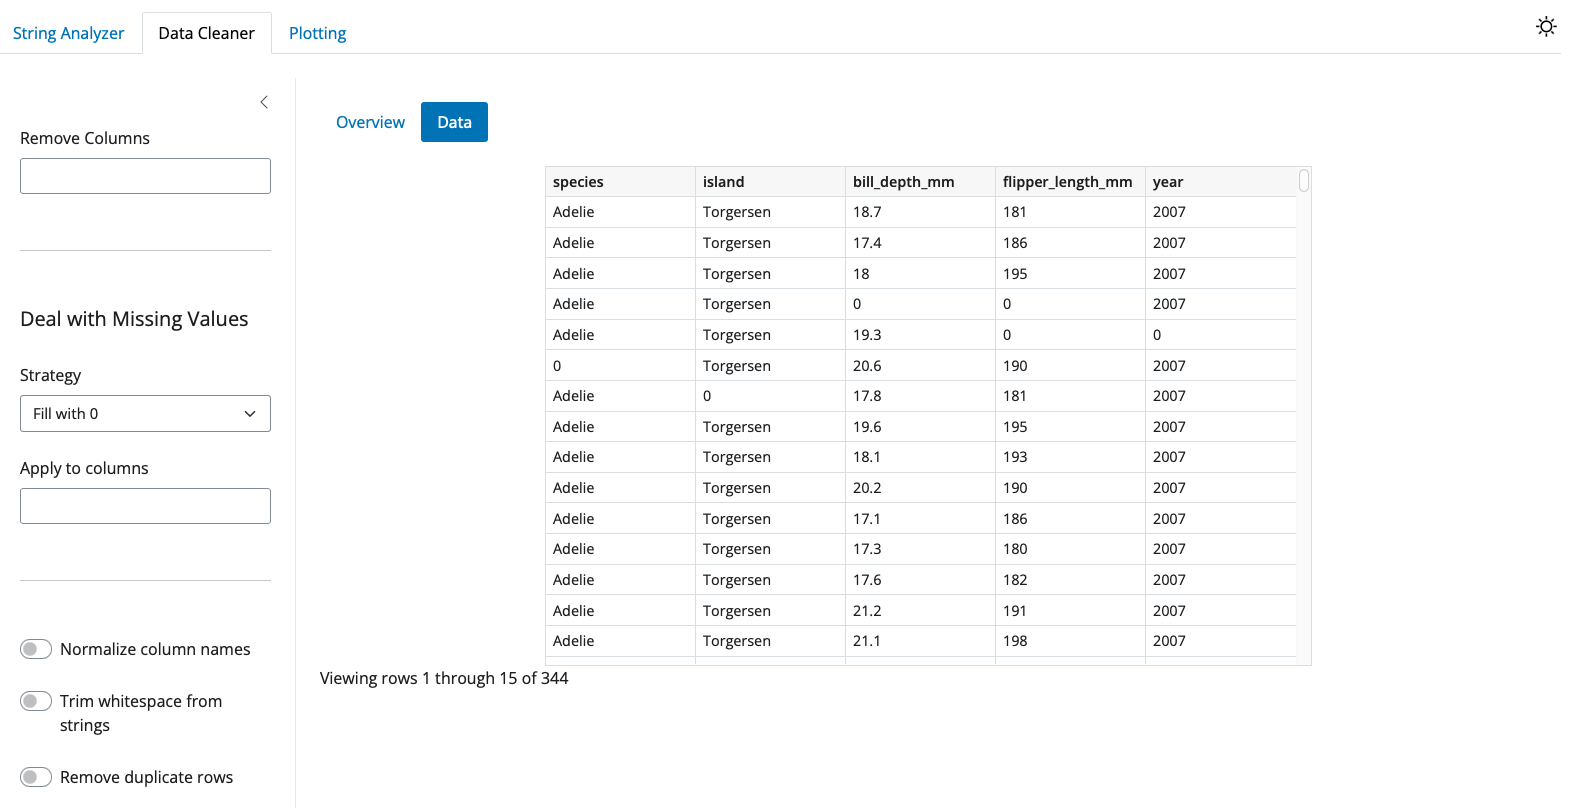 String Analyzer Data Cleaner Plotting
Remove Columns
Deal with Missing Values
Strategy
Fill with 0
Apply to columns
Normalize column names
Trim whitespace from
strings
Remove duplicate rows
Overview Data
species island bill_depth_mm flipper_length_mm year
Adelie Torgersen 18.7 181 2007
Adelie Torgersen 17.4 186 2007
Adelie Torgersen 18 195 2007
Adelie Torgersen 0 0 2007
Adelie Torgersen 19.3 0 0
0 Torgersen 20.6 190 2007
Adelie 0 17.8 181 2007
Adelie Torgersen 19.6 195 2007
Adelie Torgersen 18.1 193 2007
Adelie Torgersen 20.2 190 2007
Adelie Torgersen 17.1 186 2007
Adelie Torgersen 17.3 180 2007
Adelie Torgersen 17.6 182 2007
Adelie Torgersen 21.2 191 2007
Adelie Torgersen 21.1 198 2007
Viewing rows 1 through 15 of 344